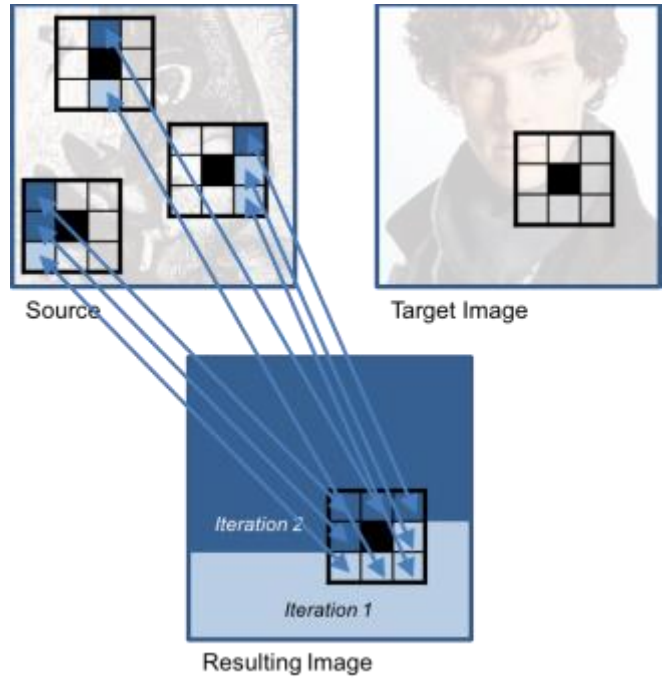 Source
Target Image
Iteration 2
Iteration 1
Resulting Image